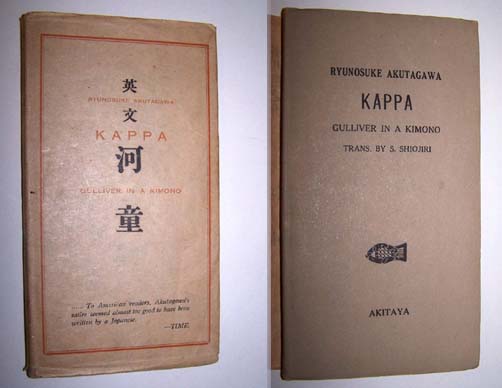 英
RYUNOSUKE AKUTAGAWA
文
KAPPA
河
GULLIVER IN A KIMONO
童
...... To American readers, Akutagawa's
satire seemed almost too good to have been
written by a Japanese.
—TIME.
RYUNOSUKE AKUTAGAWA
KAPPA
GULLIVER IN A KIMONO
TRANS. BY S. SHIOJIRI
AKITAYA